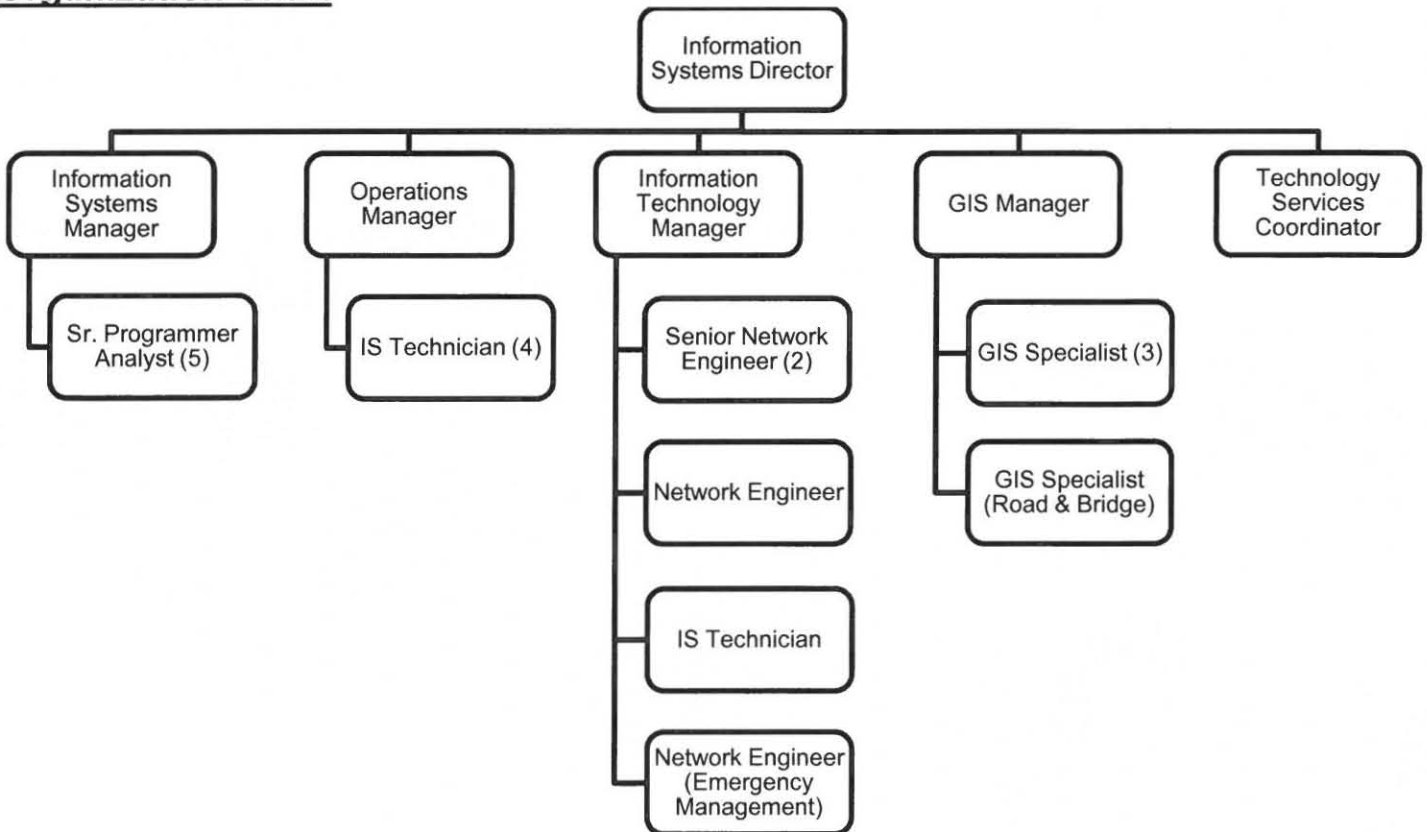 Information
Systems Director
Information
Systems
Manager
Operations
Manager
Information
Technology
Manager
GIS Manager
Technology
Services
Coordinator
Sr. Programmer
Analyst (5)
IS Technician (4)
Senior Network
Engineer (2)
GIS Specialist (3)
Network Engineer
GIS Specialist
(Road & Bridge)
IS Technician
Network Engineer
(Emergency
Management)